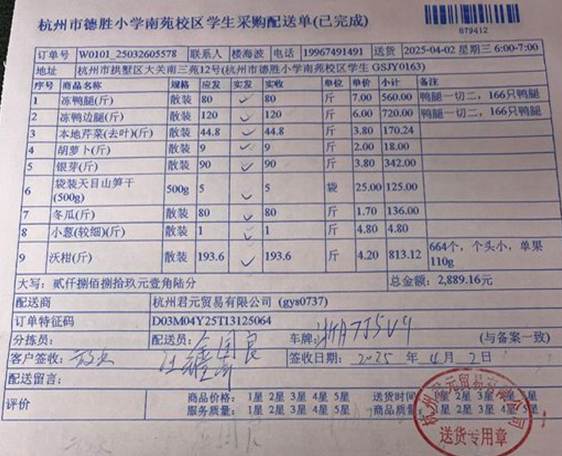 杭州市德胜小学南苑校区学生采购配送单(已完成)
879412
订单号 W0101_25032605578 联系人 楼海波 电话 19967491491 送货 2025-04-02 星期三 6:00-7:00
地址 杭州市拱墅区大关南三苑12号(杭州市德胜小学南苑校区学生 GSJY0163)
序号 商品名称 规格 应发 实发 实收 单位 单价 小计 备注
1 冻鸭腿(斤) 散装 80 ✓ 80 斤 7.00 560.00 鸭腿一切二，166只鸭腿
2 冻鸭边腿(斤) 散装 120 ✓ 120 斤 6.00 720.00 鸭腿一切二，166只鸭腿
3 本地芹菜(去叶)(斤) 散装 44.8 ✓ 44.8 斤 3.80 170.24
4 胡萝卜(斤) 散装 9 ✓ 9 斤 2.00 18.00
5 银芽(斤) 散装 90 ✓ 90 斤 3.80 342.00
6 袋装天目山笋干(500g) 500g 5 ✓ 5 袋 25.00 125.00
7 冬瓜(斤) 散装 80 ✓ 80 斤 1.70 136.00
8 小葱(较细)(斤) 散装 1 ✓ 1 斤 4.80 4.80
9 沃柑(斤) 散装 193.6 ✓ 193.6 斤 4.20 813.12 664个，个头小，单果110g
大写：贰仟捌佰捌拾玖元壹角陆分 总金额：2,889.16元
配送商 杭州君元贸易有限公司 (gys0737)
订单特征码 D03M04Y25T13125064
分拣员： 配送员： 车牌：浙A7J5V9 (与备案一致)
客户签收： 签收日期：2025 年 4月 2日
配送留言：
评价 商品价格：1星 2星 3星 4星 5星 送货时间 1星 2星 3星 4星 5星
服务质量：1星 2星 3星 4星 5星 商品质量 1星 2星 3星 4星 5星
杭州君元贸易有限公司
送货专用章